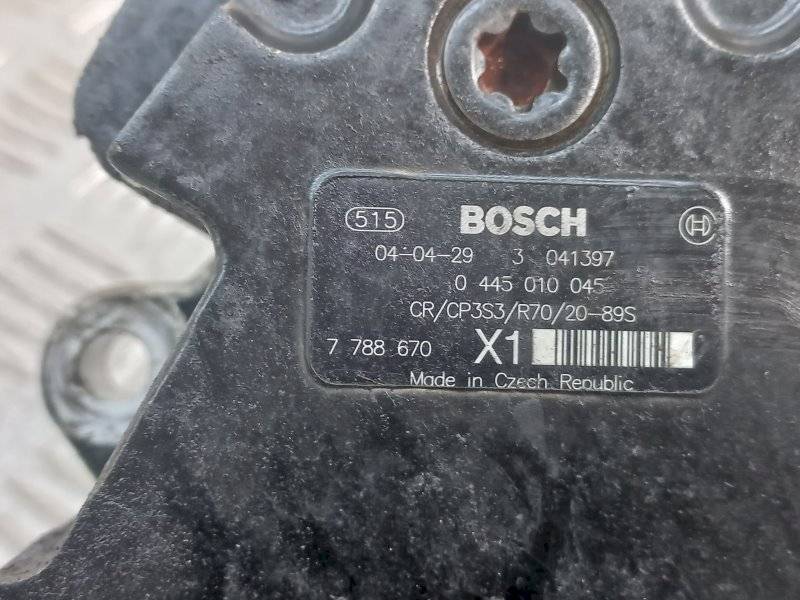 515 BOSCH H
04-04-29 3 041397
0 445 010 045
CR/CP3S3/R70/20-89S
7 788 670 X1
Made in Czech Republic